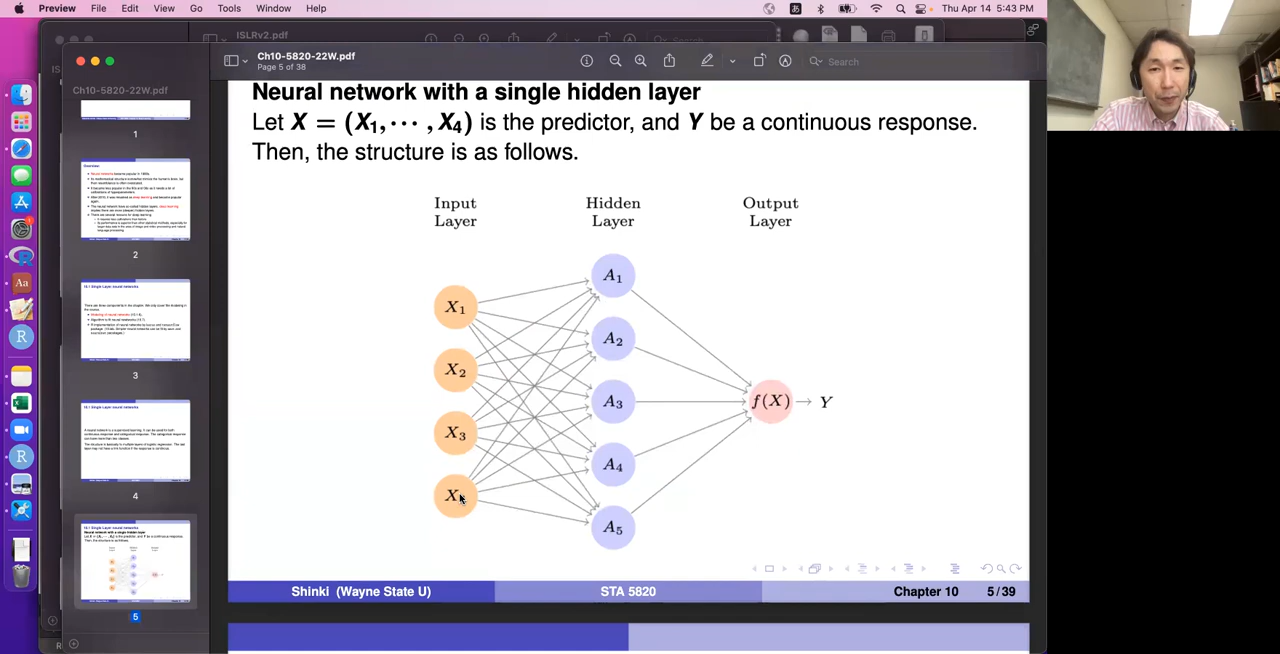 Preview File Edit View Go Tools Window Help
Thu Apr 14 5:43 PM
ISLRv2.pdf
Ch10-5820-22W.pdf
Page 5 of 38
Search
Ch10-5820-22W.pdf
1
2
3
4
5
Neural network with a single hidden layer
Let X = (X₁, ⋯ , X₄) is the predictor, and Y be a continuous response.
Then, the structure is as follows.
Input Layer
Hidden Layer
Output Layer
X₁
X₂
X₃
X
A₁
A₂
A₃
A₄
A₅
f(X) → Y
Shinki (Wayne State U) STA 5820 Chapter 10 5 / 39